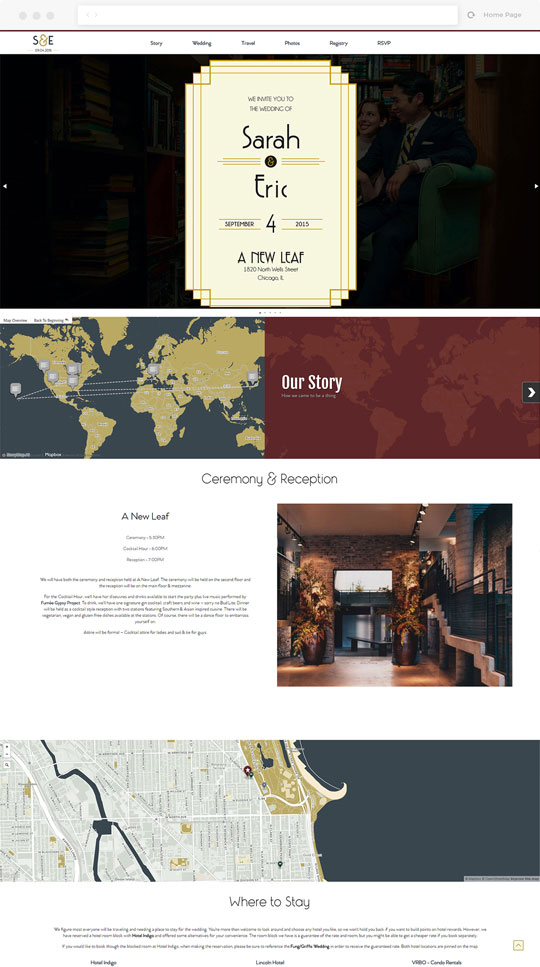 Home Page
S&E
Story Wedding Travel Photos Registry RSVP
WE INVITE YOU TO
THE WEDDING OF
Sarah
&
Eric
SEPTEMBER 4 2015
A NEW LEAF
1820 North Wells Street
Chicago, IL
Map Overview Back To Beginning
Mapbox
Our Story
How we came to be a thing.
Ceremony & Reception
A New Leaf
Ceremony - 5:30PM
Cocktail Hour - 6:00PM
Reception - 7:00PM
We will have both the ceremony and reception held at A New Leaf. The ceremony will be held on the second floor and
the reception will be on the main floor & mezzanine.
For the Cocktail Hour, we'll have hor d'oeuvres and drinks available to start the party plus live music performed by
Fumée Gypsy Project. To drink, we'll have one signature gin cocktail, craft beers and wine – sorry no Bud Lite. Dinner
will be held as a cocktail style reception with live stations featuring Southern & Asian inspired cuisine. There will be
vegetarian, vegan and gluten free dishes available at the stations. Of course, there will be a dance floor to embarrass
yourself on.
Attire will be formal – Cocktail attire for ladies and suit & tie for guys
Where to Stay
We figure most everyone will be traveling and needing a place to stay for the wedding. You're more than welcome to look around and choose any hotel you like, so we won't hold you back if you want to build points on hotel rewards. However, we
have reserved a hotel room block with Hotel Indigo and offered some alternatives for your convenience. The room block we have is a guarantee of the rate and room but you might be able to get a cheaper rate if you book separately.
If you would like to book though the blocked room at Hotel Indigo, when making the reservation, please be sure to reference the Fung/Griffis Wedding in order to receive the guaranteed rate. Both hotel locations are pinned on the map.
Hotel Indigo Lincoln Hotel VRBO - Condo Rentals